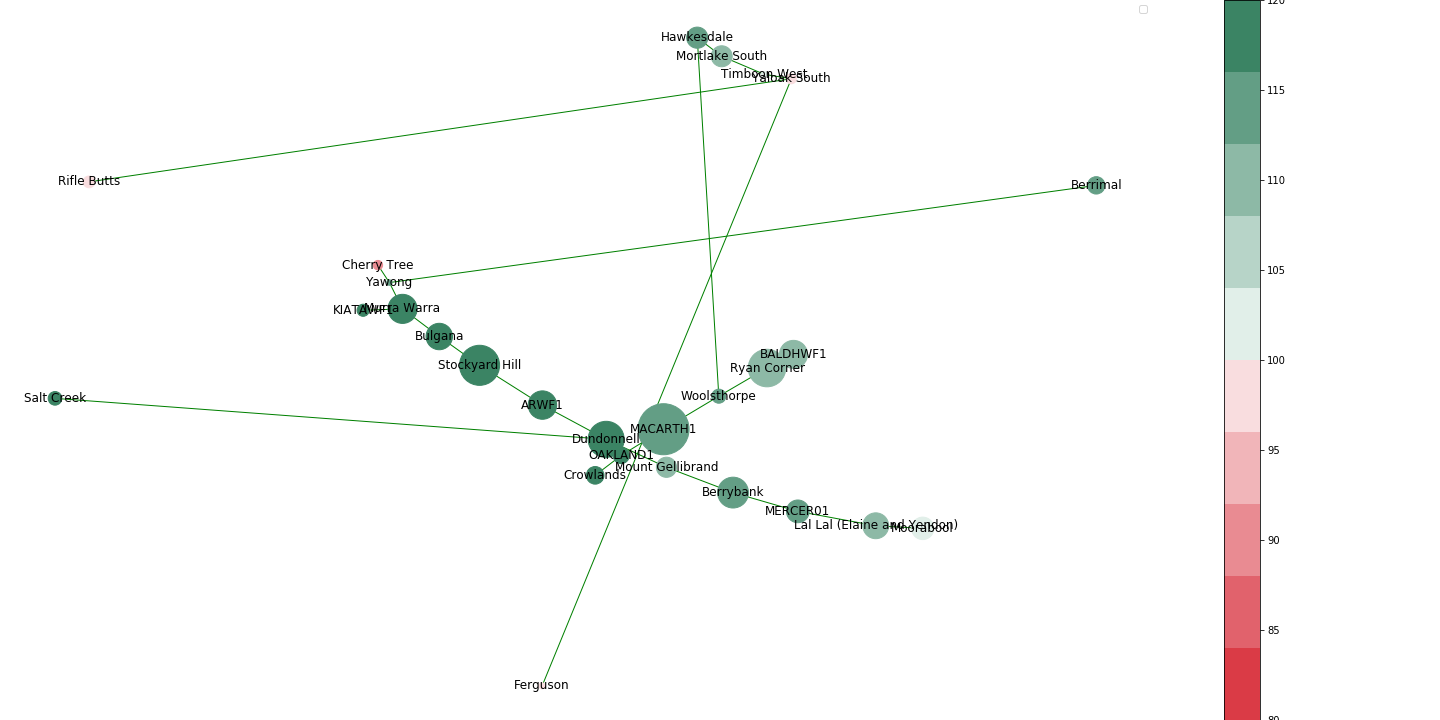 120
Hawkesdale
Mortlake South
Timboon West
Yaloak South
115
110
Rifle Butts
Berrimal
Cherry Tree
105
Yawong
KIATAWF1
Murra Warra
Bulgana
BALDHWF1
100
Stockyard Hill
Ryan Corner
Salt Creek
Woolsthorpe
ARWF1
MACARTH1
Dundonnell
95
OAKLAND1
Mount Gellibrand
Crowlands
Berrybank
MERCER01
Lal Lal (Elaine and Yendon)
Moorabool
90
85
Ferguson
80